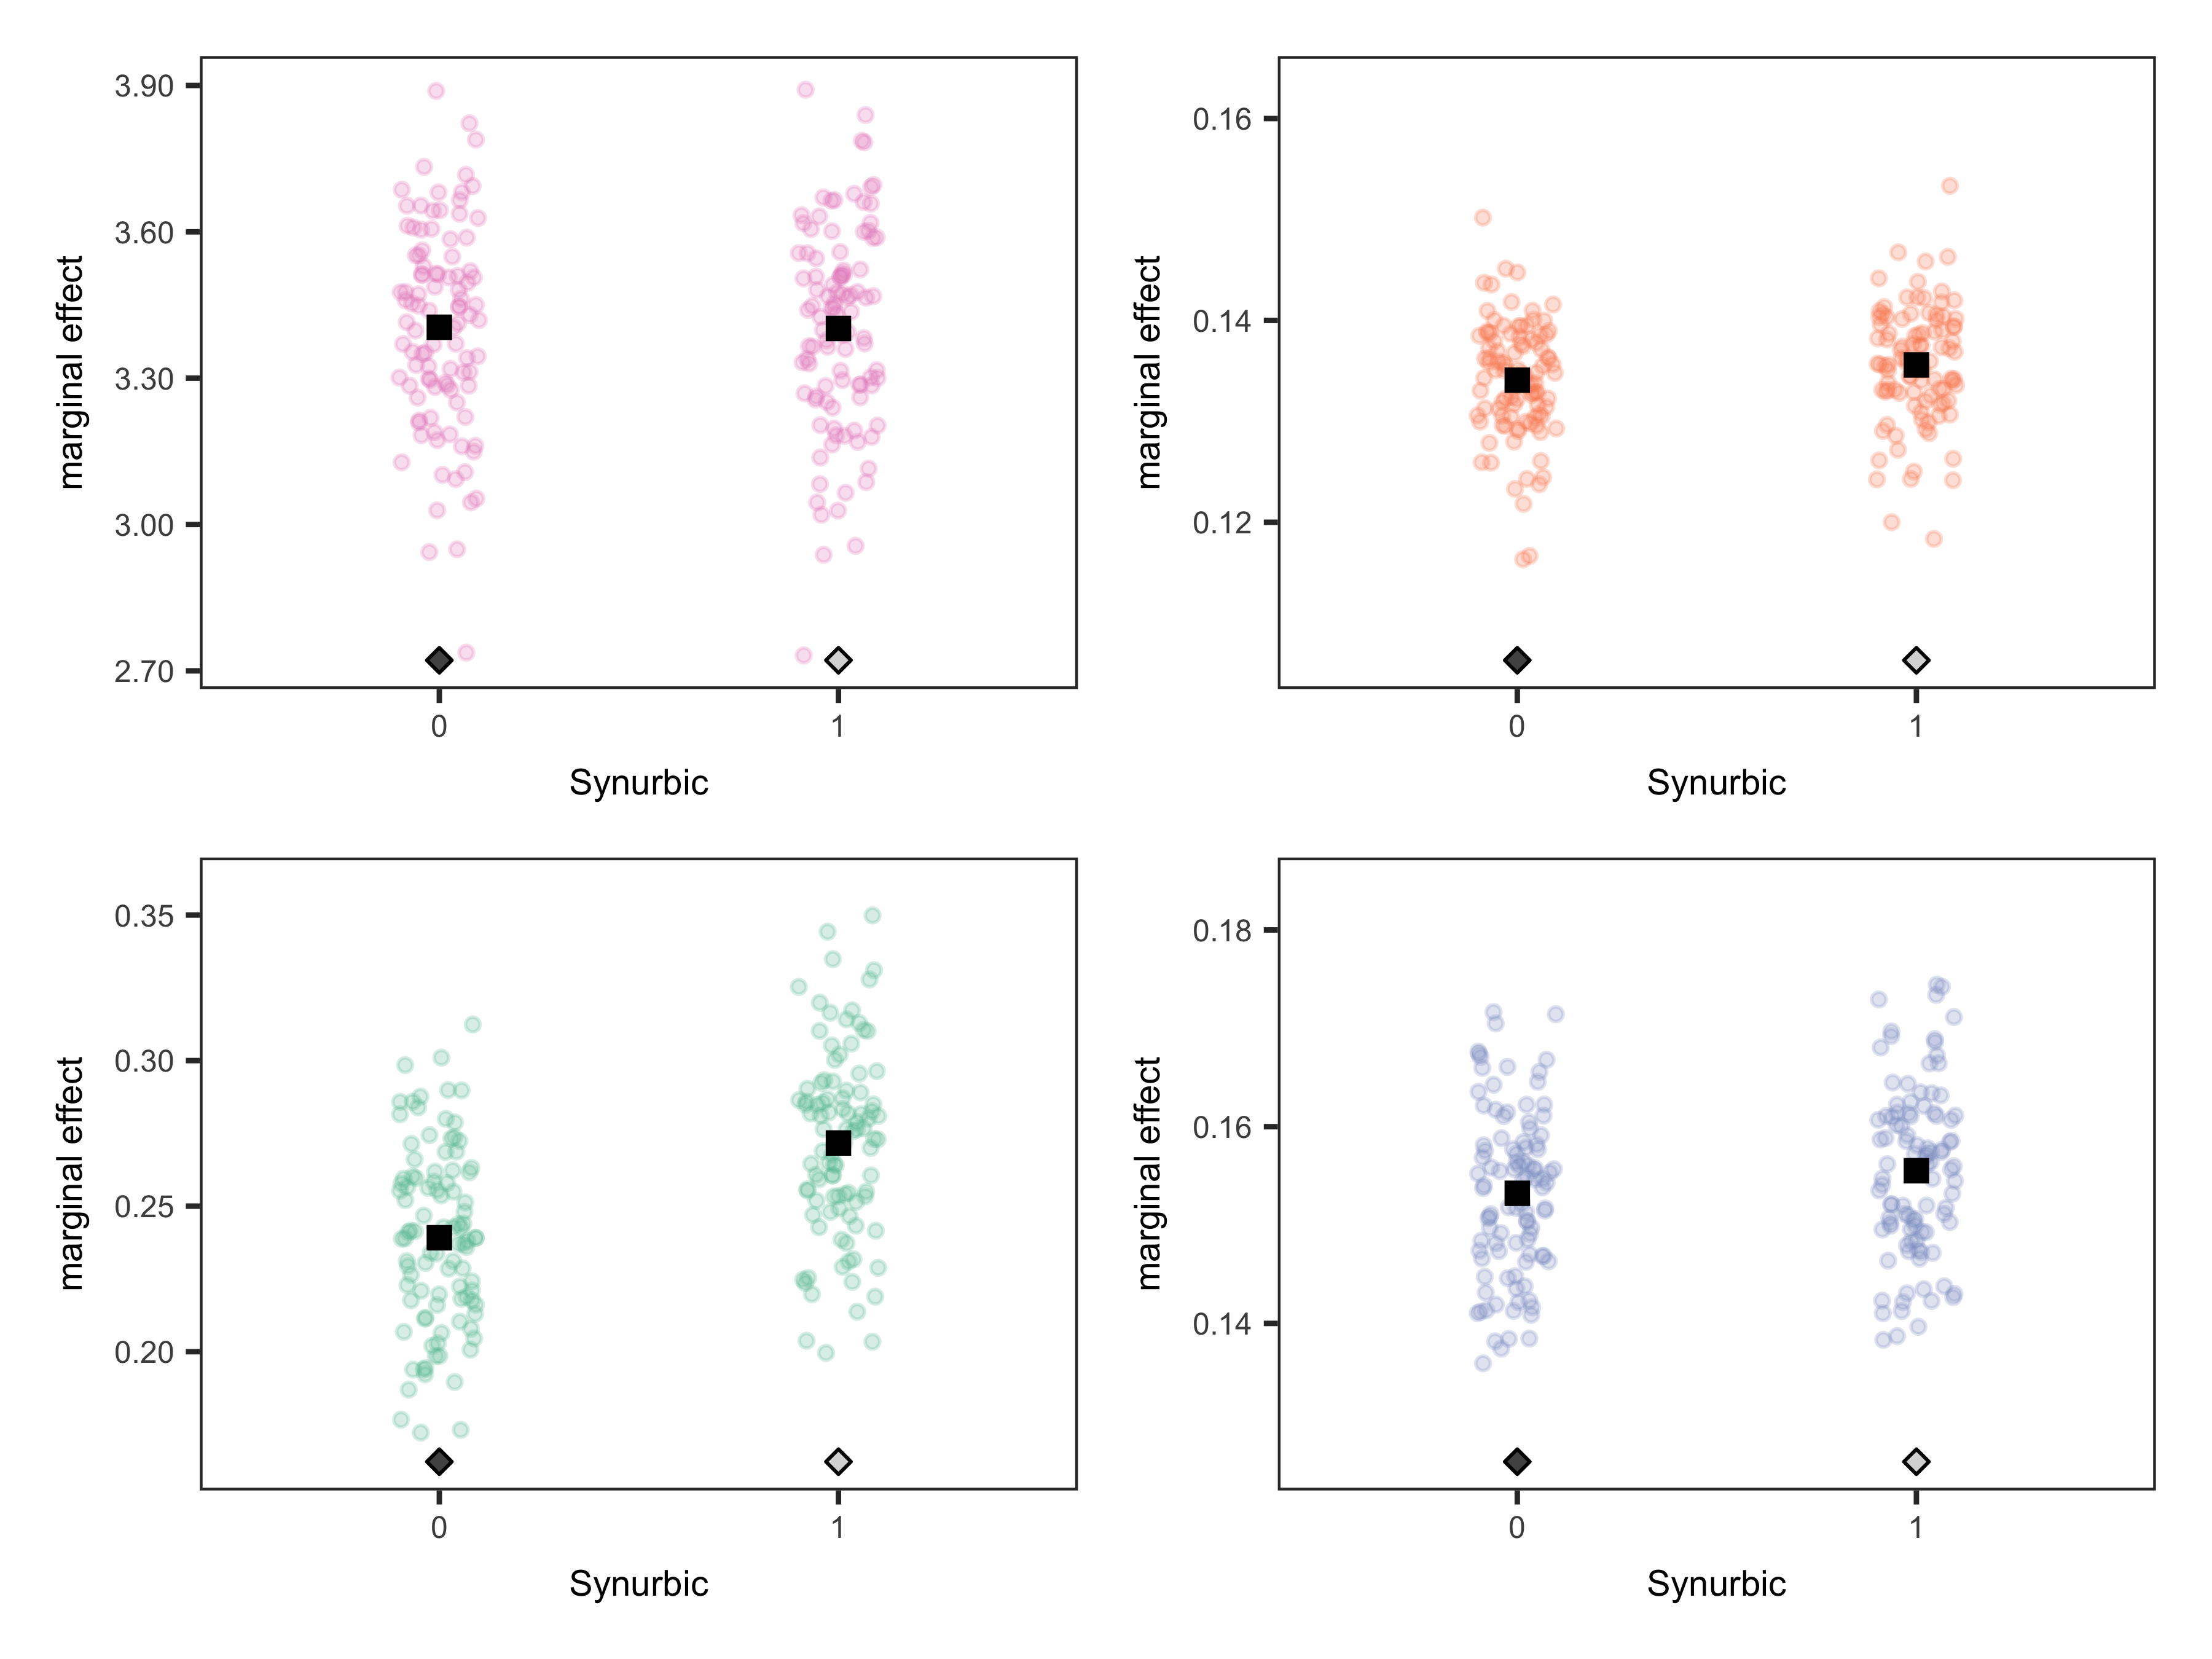 3.90
3.60
3.30
3.00
2.70
marginal effect
0
1
Synurbic
0.16
0.14
0.12
marginal effect
0
1
Synurbic
0.35
0.30
0.25
0.20
marginal effect
0
1
Synurbic
0.18
0.16
0.14
marginal effect
0
1
Synurbic